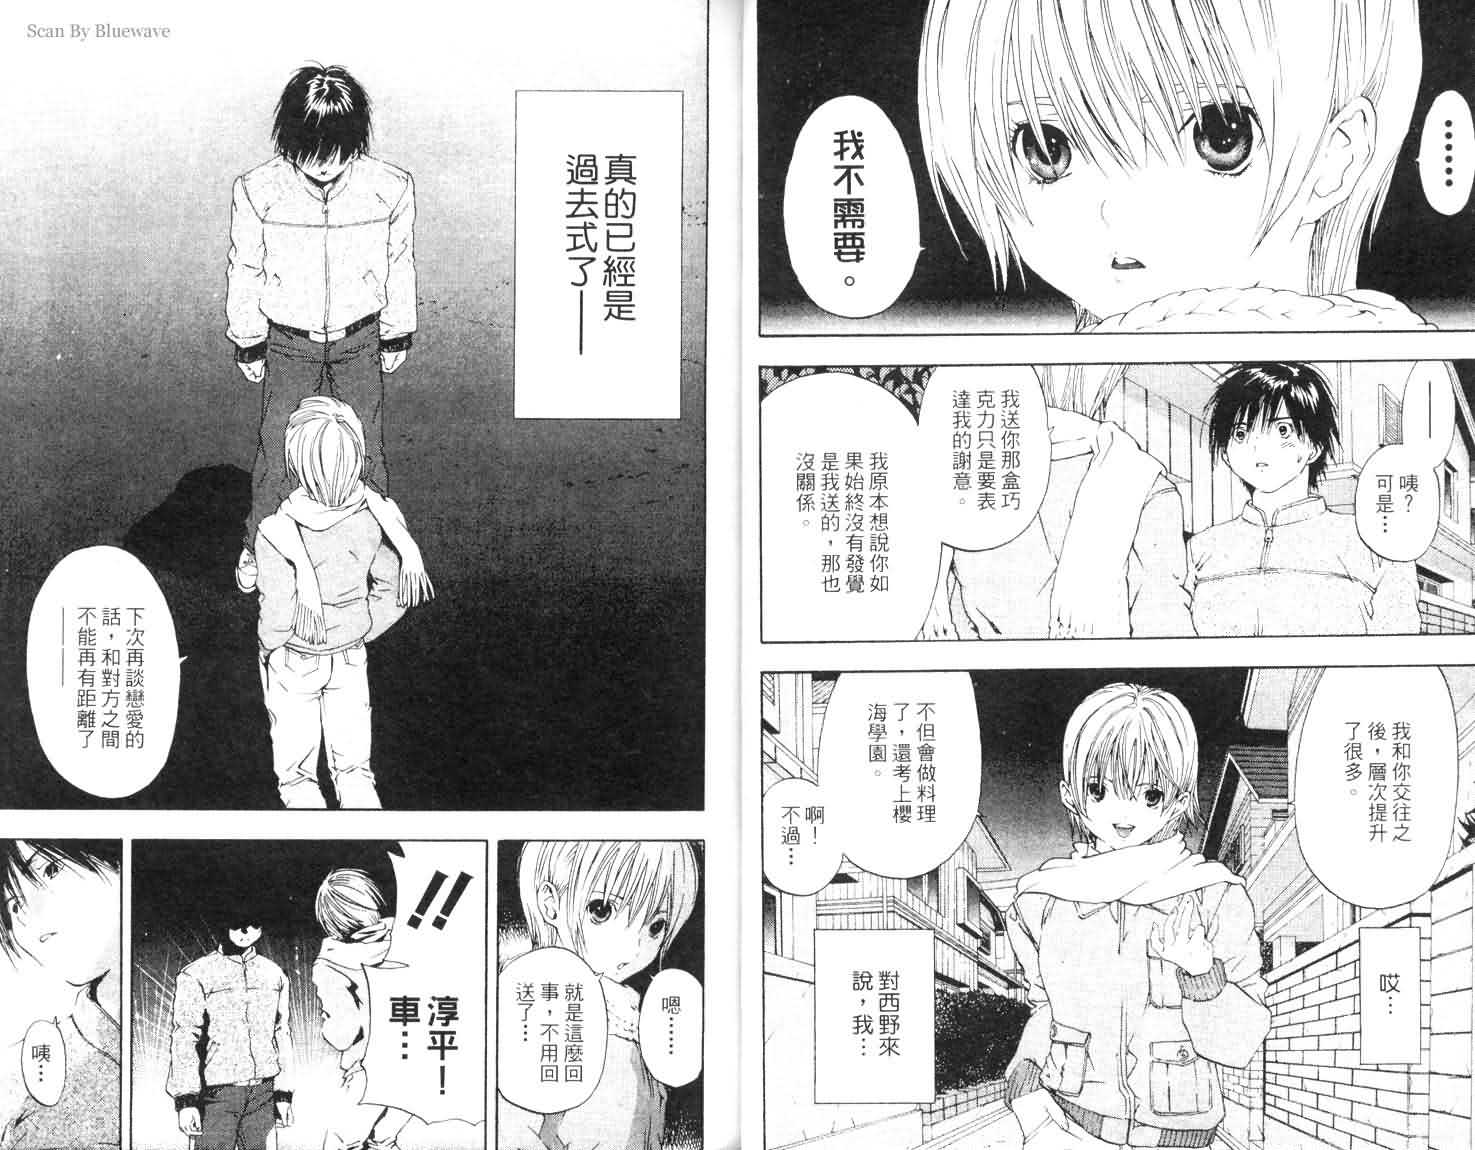 Scan By Bluewave
……
我不需要。
——
咦？
可是…
我送你那盒巧
克力只是要表
達我的謝意。
我原本想說你如
果始終沒有發覺
是我送的，那也
沒關係。
我和你交往之
後，層次提升
了很多。
不但會做料理
了，還考上櫻
海學園。
啊！
不過…
哎…
對西野來
說，我…
真的已經是
過去式了——
下次再談戀愛的
話，和對方之間
不能再有距離了
——
嗯……
就是這麼回
事，不用回
送了…
!!
淳平！
車…
咦…